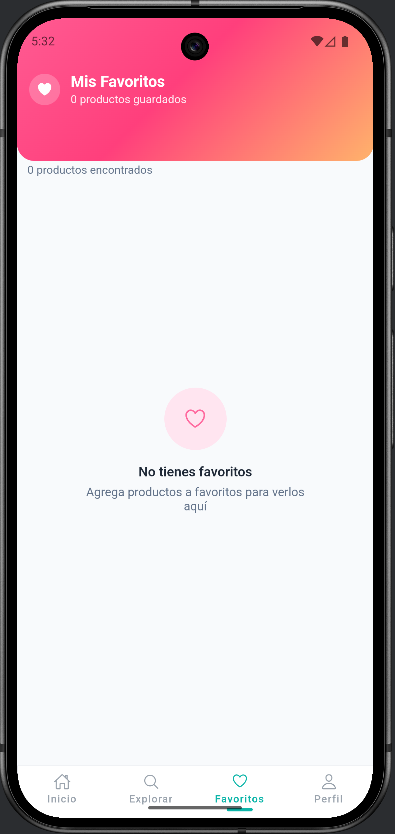 5:32
Mis Favoritos
0 productos guardados
0 productos encontrados
No tienes favoritos
Agrega productos a favoritos para verlos
aquí
Inicio
Explorar
Favoritos
Perfil